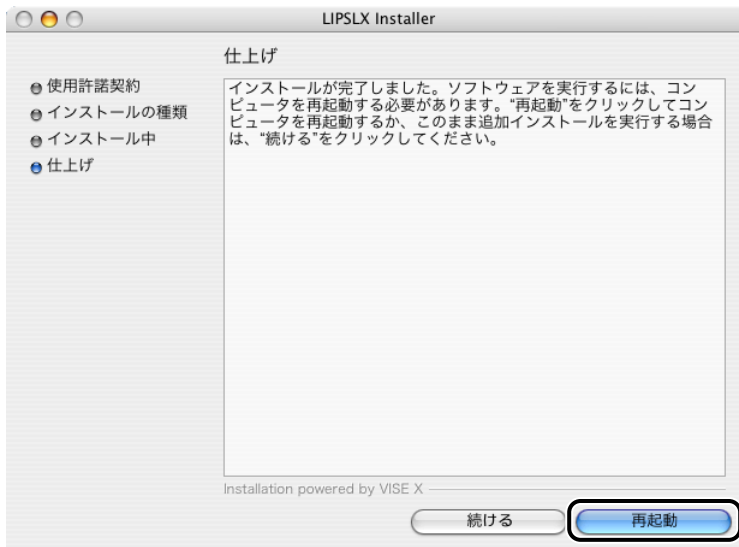 LIPSLX Installer
仕上げ
使用許諾契約
インストールの種類
インストール中
仕上げ
インストールが完了しました。ソフトウェアを実行するには、コン
ピュータを再起動する必要があります。“再起動”をクリックしてコン
ピュータを再起動するか、このまま追加インストールを実行する場合
は、“続ける”をクリックしてください。
Installation powered by VISE X
続ける
再起動